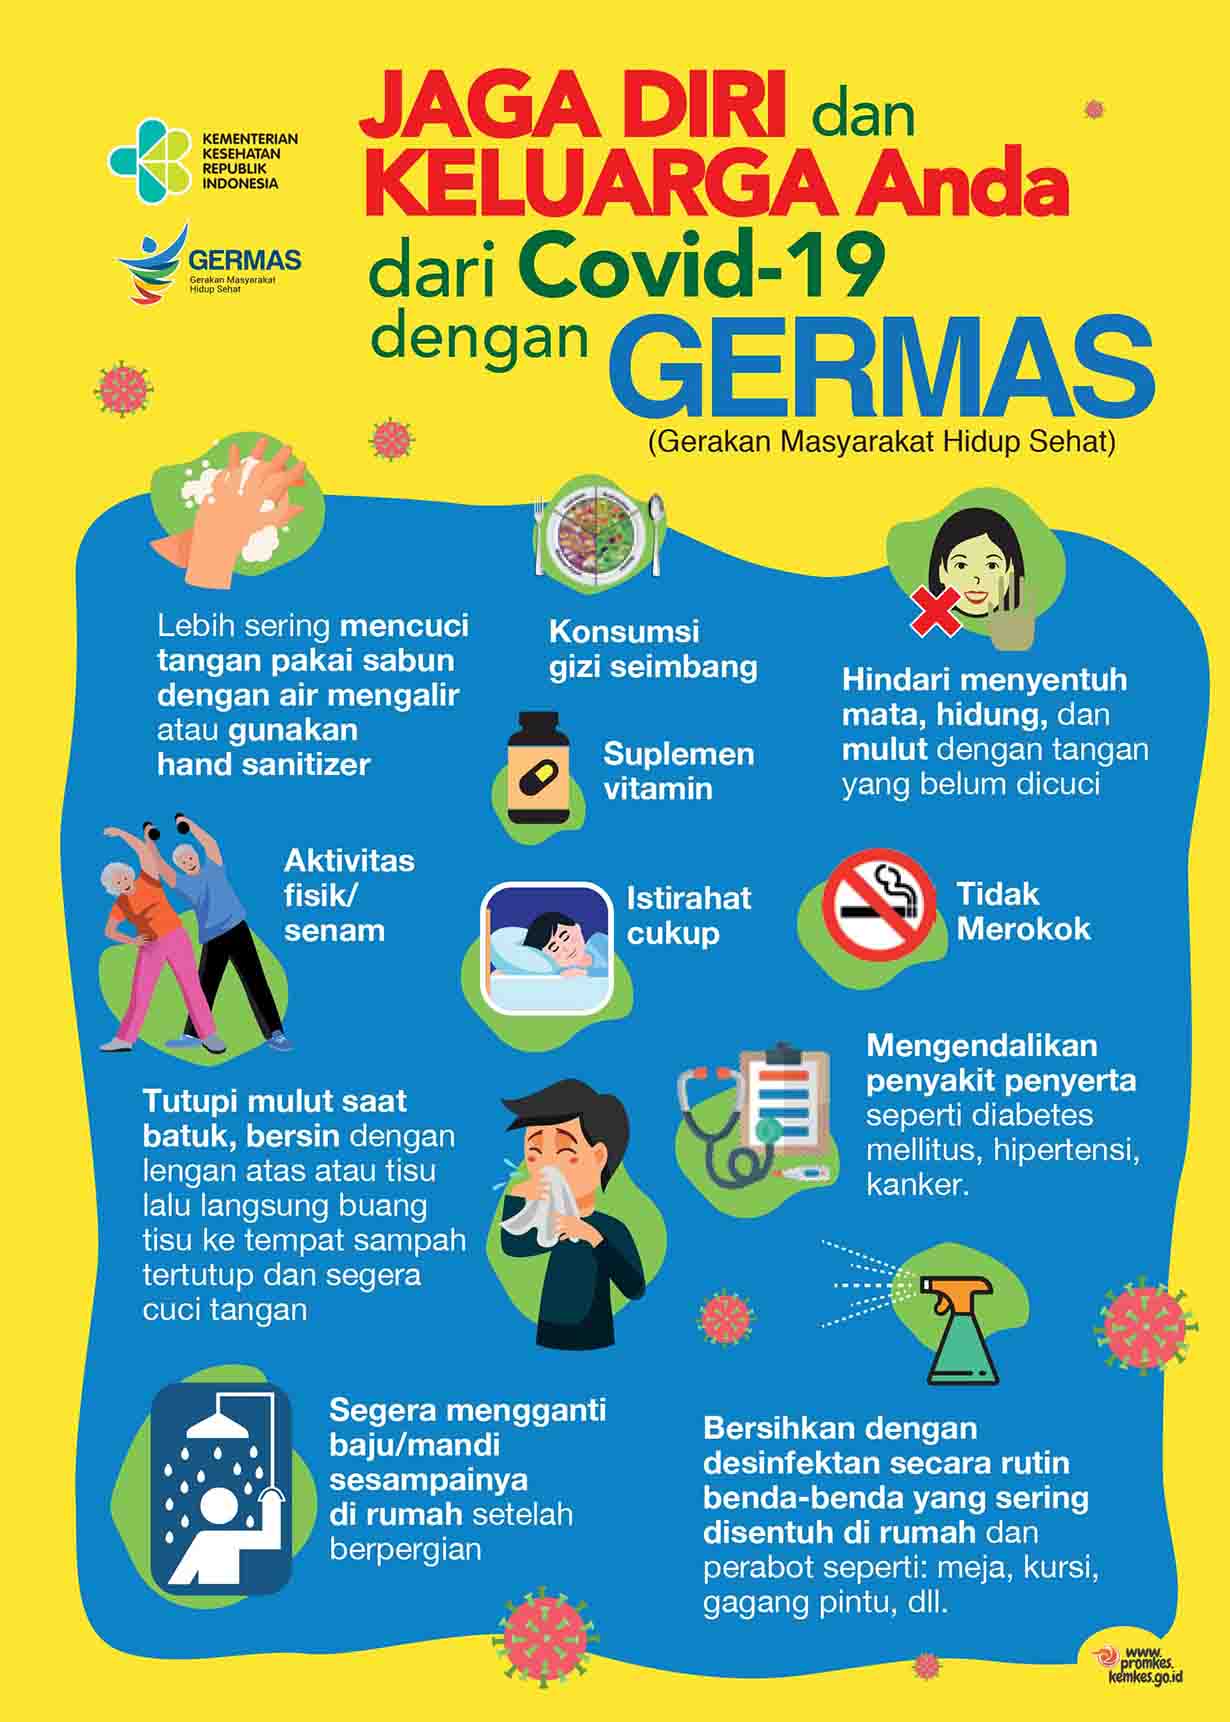 KEMENTERIAN
KESEHATAN
REPUBLIK
INDONESIA
GERMAS
Gerakan Masyarakat
Hidup Sehat
JAGA DIRI dan
KELUARGA Anda
dari Covid-19
dengan GERMAS
(Gerakan Masyarakat Hidup Sehat)
Lebih sering mencuci
tangan pakai sabun
dengan air mengalir
atau gunakan
hand sanitizer
Konsumsi
gizi seimbang
Hindari menyentuh
mata, hidung, dan
mulut dengan tangan
yang belum dicuci
Suplemen
vitamin
Aktivitas
fisik/
senam
Istirahat
cukup
Tidak
Merokok
Tutupi mulut saat
batuk, bersin dengan
lengan atas atau tisu
lalu langsung buang
tisu ke tempat sampah
tertutup dan segera
cuci tangan
Mengendalikan
penyakit penyerta
seperti diabetes
mellitus, hipertensi,
kanker.
Segera mengganti
baju/mandi
sesampainya
di rumah setelah
berpergian
Bersihkan dengan
desinfektan secara rutin
benda-benda yang sering
disentuh di rumah dan
perabot seperti: meja, kursi,
gagang pintu, dll.
www.
promkes.
kemkes.go.id